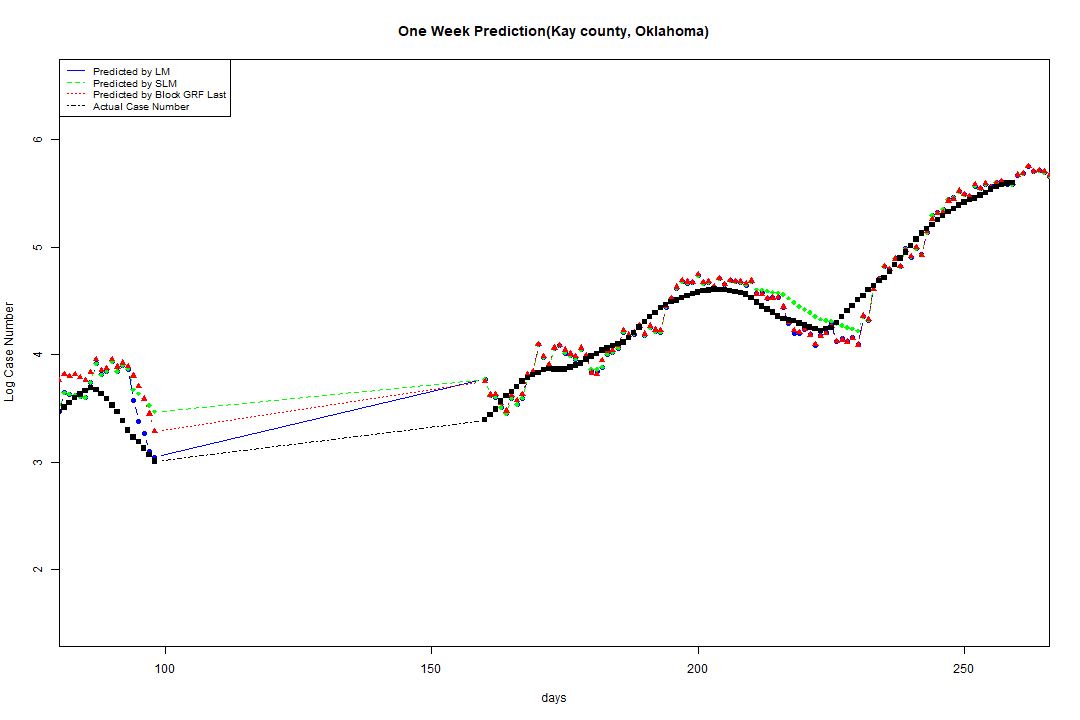 One Week Prediction(Kay county, Oklahoma)
Predicted by LM
Predicted by SLM
Predicted by Block GRF Last
Actual Case Number
6
5
4
3
2
Log Case Number
100 150 200 250
days